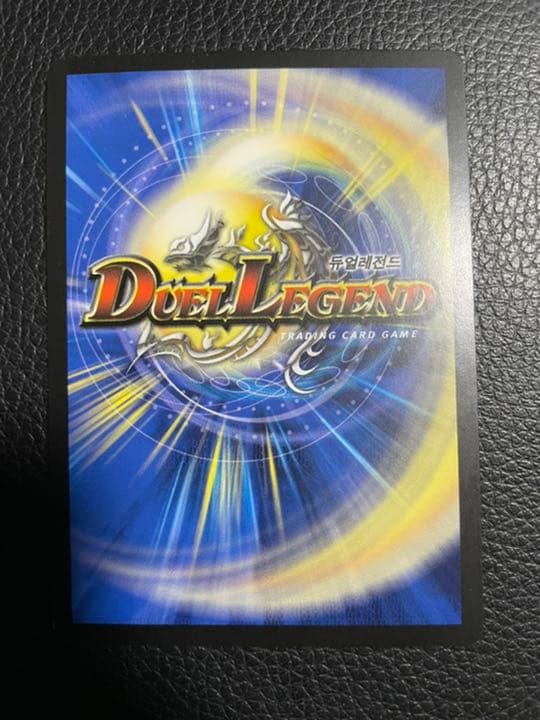 듀얼레전드
DUEL LEGEND
TRADING CARD GAME